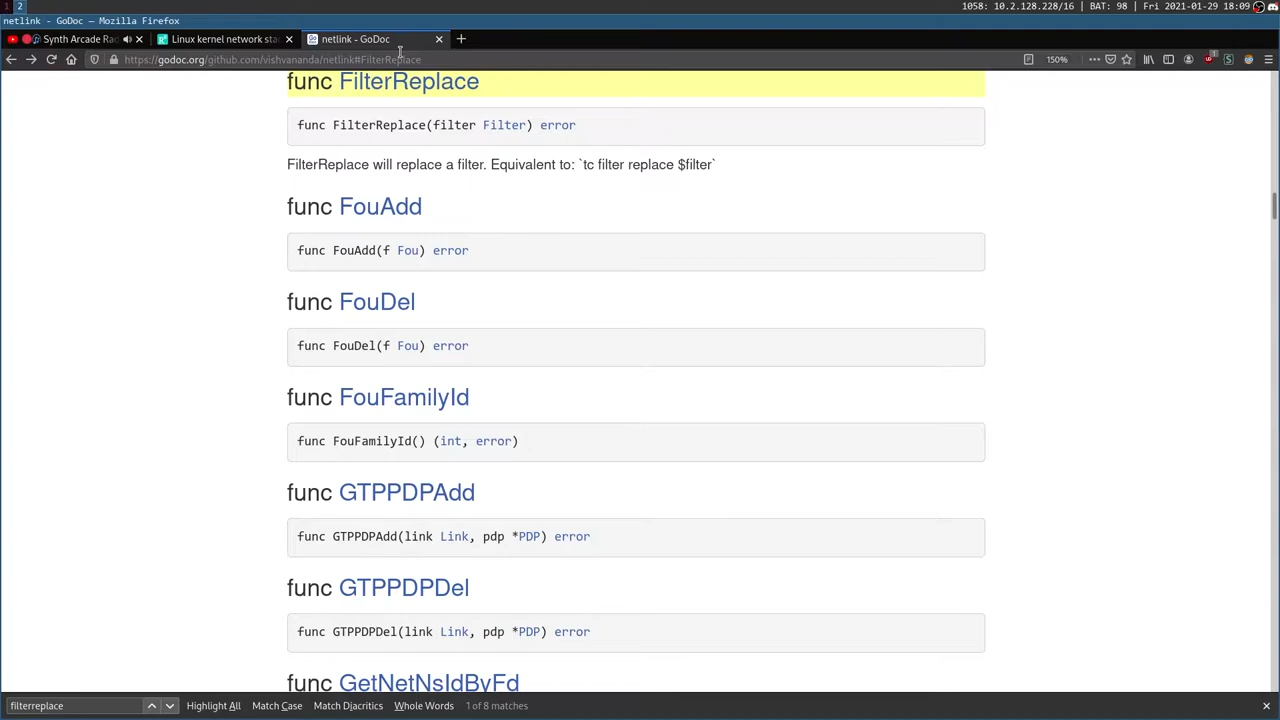 1 2 1058: 10.2.128.228/16 | BAT: 98 | Fri 2021-01-29 18:09
netlink - GoDoc — Mozilla Firefox
Synth Arcade Rad Linux kernel network sta netlink - GoDoc
https://godoc.org/github.com/vishvananda/netlink#FilterReplace 150%
func FilterReplace
func FilterReplace(filter Filter) error
FilterReplace will replace a filter. Equivalent to: `tc filter replace $filter`
func FouAdd
func FouAdd(f Fou) error
func FouDel
func FouDel(f Fou) error
func FouFamilyId
func FouFamilyId() (int, error)
func GTPPDPAdd
func GTPPDPAdd(link Link, pdp *PDP) error
func GTPPDPDel
func GTPPDPDel(link Link, pdp *PDP) error
func GetNetNsIdByFd
filterreplace Highlight All Match Case Match Diacritics Whole Words 1 of 8 matches